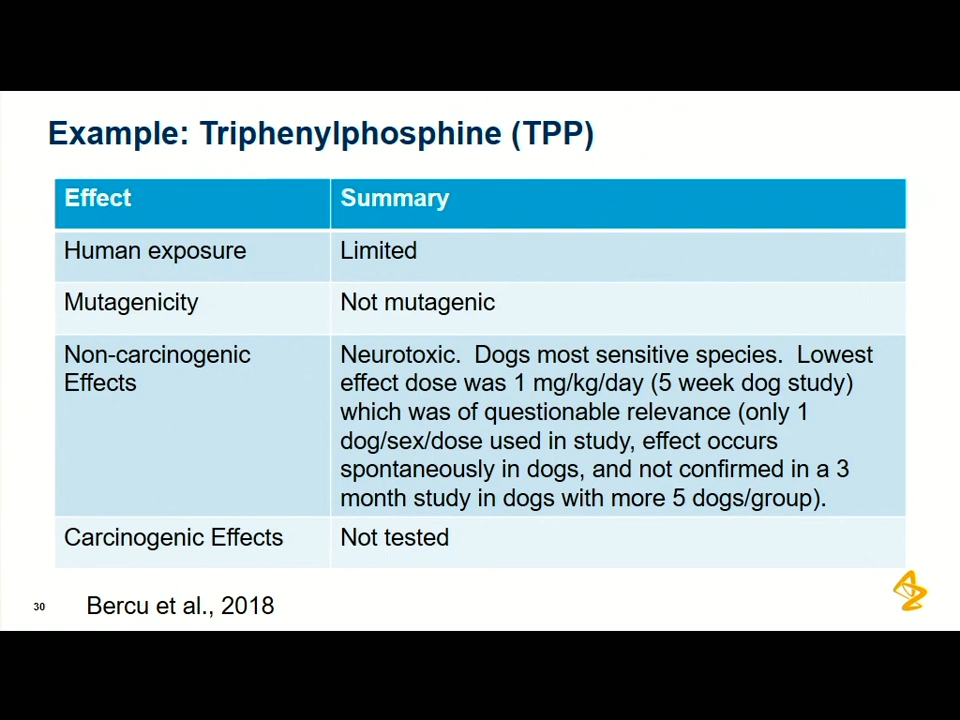 Example: Triphenylphosphine (TPP)
Effect
Summary
Human exposure
Limited
Mutagenicity
Not mutagenic
Non-carcinogenic
Effects
Neurotoxic.  Dogs most sensitive species.  Lowest
effect dose was 1 mg/kg/day (5 week dog study)
which was of questionable relevance (only 1
dog/sex/dose used in study, effect occurs
spontaneously in dogs, and not confirmed in a 3
month study in dogs with more 5 dogs/group).
Carcinogenic Effects
Not tested
30
Bercu et al., 2018